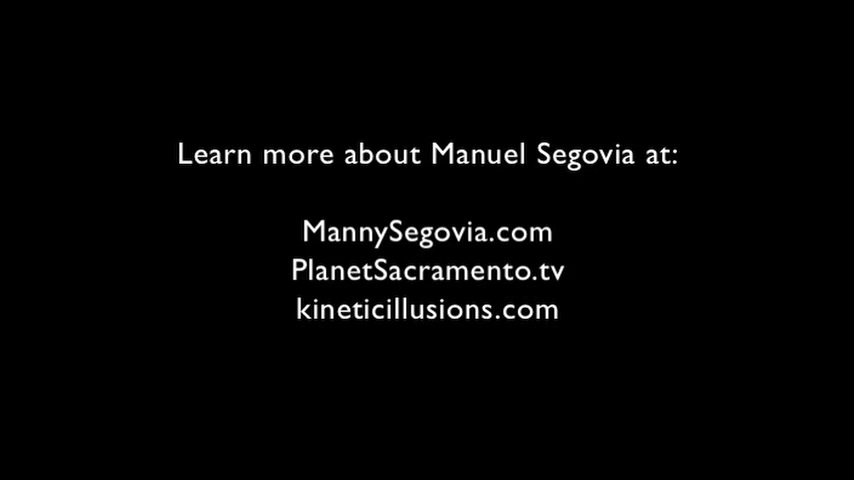 Learn more about Manuel Segovia at:
MannySegovia.com
PlanetSacramento.tv
kineticillusions.com